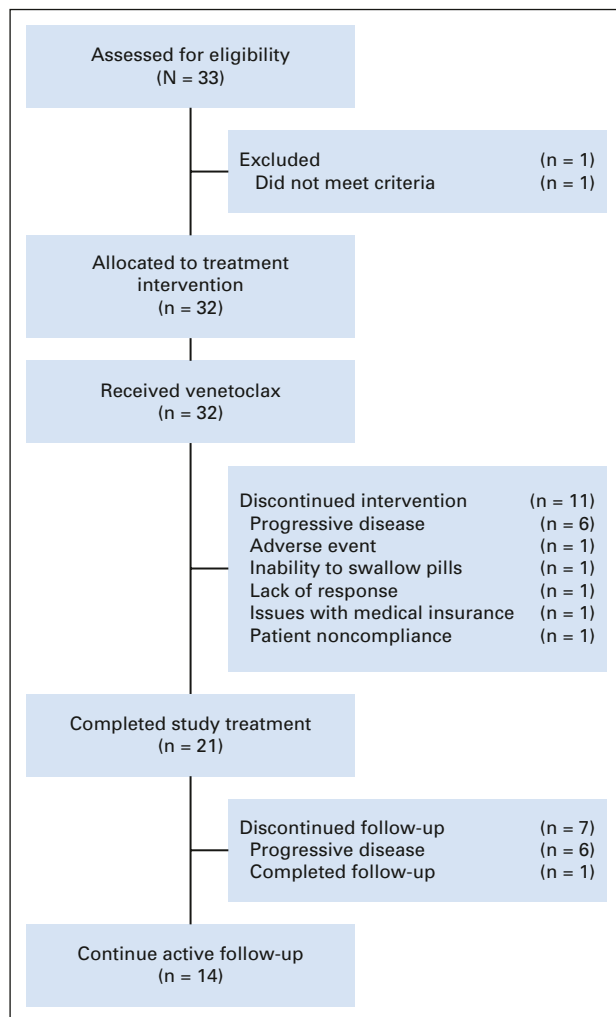 Assessed for eligibility
(N = 33)
Excluded (n = 1)
Did not meet criteria (n = 1)
Allocated to treatment
intervention
(n = 32)
Received venetoclax
(n = 32)
Discontinued intervention (n = 11)
Progressive disease (n = 6)
Adverse event (n = 1)
Inability to swallow pills (n = 1)
Lack of response (n = 1)
Issues with medical insurance (n = 1)
Patient noncompliance (n = 1)
Completed study treatment
(n = 21)
Discontinued follow-up (n = 7)
Progressive disease (n = 6)
Completed follow-up (n = 1)
Continue active follow-up
(n = 14)